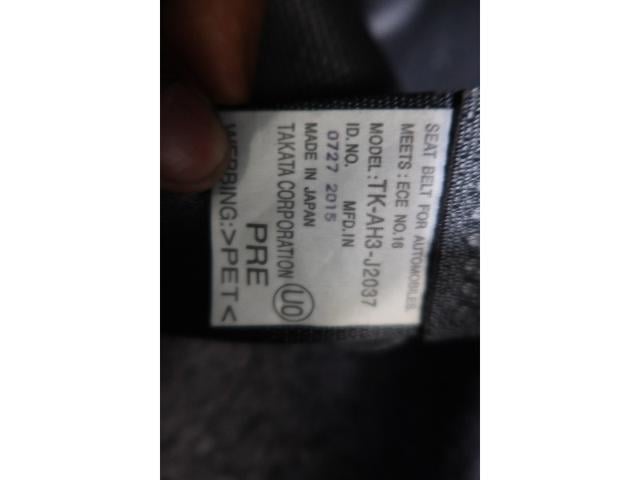 SEAT BELT FOR AUTOMOBILES
MEETS : ECE NO.16
MODEL : TK-AH3-J2037
ID.NO. MFD.IN
0727 2015
MADE IN JAPAN
TAKATA CORPORATION U0
PRE
WEBBING:>PET<